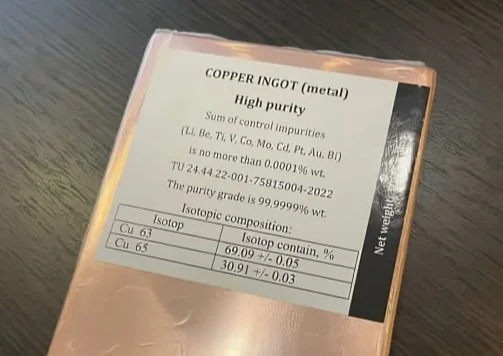 COPPER INGOT (metal)
High purity
Sum of control impurities
(Li, Be, Ti, V, Co, Mo, Cd, Pt, Au, Bi)
is no more than 0,0001% wt.
TU 24.44.22-001-75815004-2022
The purity grade is 99,9999% wt.
Isotopic composition:
Isotop Isotop contain, %
Cu 63 69.09 +/- 0.05
Cu 65 30.91 +/- 0.03
Net weight